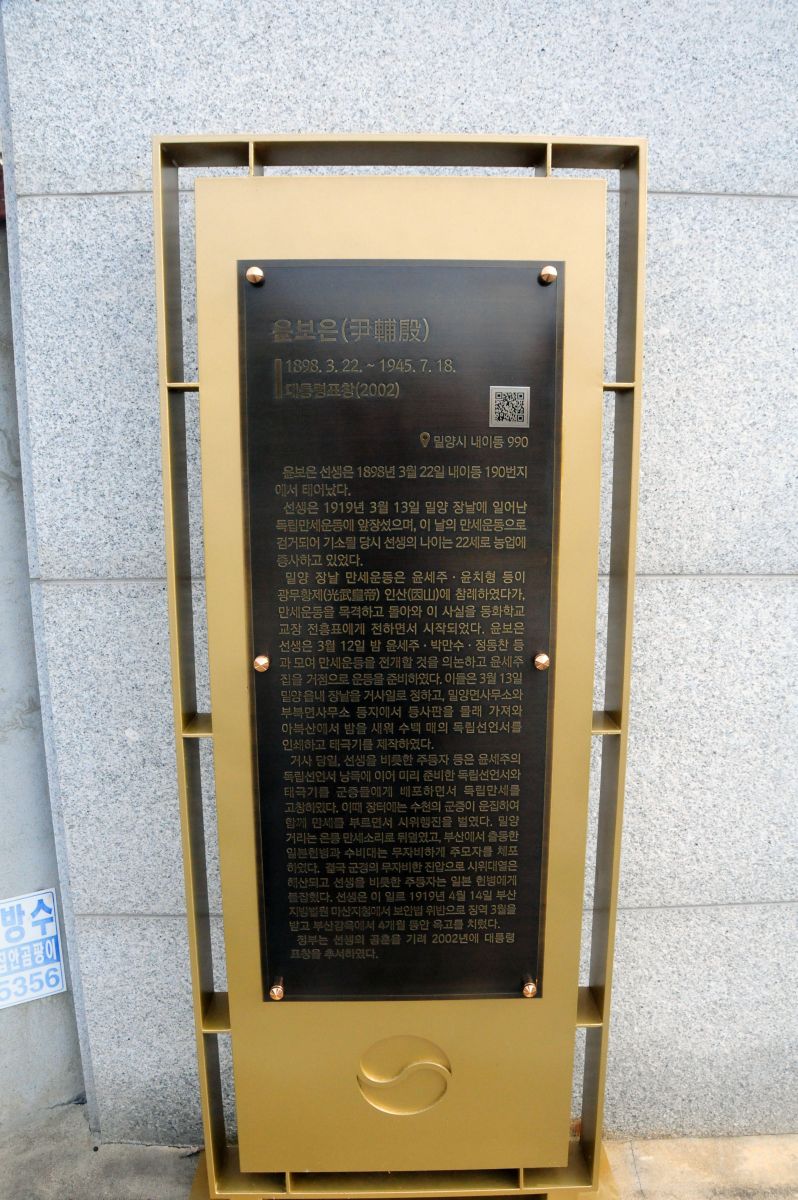 윤보은(尹輔殷)
1898. 3. 22. ~ 1945. 7. 18.
대통령표창(2002)
밀양시 내이동 990
윤보은 선생은 1898년 3월 22일 내이동 190번지
에서 태어났다.
선생은 1919년 3월 13일 밀양 장날에 일어난
독립만세운동에 앞장섰으며, 이 날의 만세운동으로
검거되어 기소될 당시 선생의 나이는 22세로 농업에
종사하고 있었다.
밀양 장날 만세운동은 윤세주·윤치형 등이
광무황제(光武皇帝) 인산(因山)에 참례하였다가,
만세운동을 목격하고 돌아와 이 사실을 동화학교
교장 전홍표에게 전하면서 시작되었다. 윤보은
선생은 3월 12일 밤 윤세주·박만수·정동찬 등
과 모여 만세운동을 전개할 것을 의논하고 윤세주
집을 거점으로 운동을 준비하였다. 이들은 3월 13일
밀양읍내 장날을 거사일로 정하고, 밀양면사무소와
부북면사무소 등지에서 등사판을 몰래 가져와
아북산에서 밤을 새워 수백 매의 독립선언서를
인쇄하고 태극기를 제작하였다.
거사 당일, 선생을 비롯한 주동자 등은 윤세주의
독립선언서 낭독에 이어 미리 준비한 독립선언서와
태극기를 군중들에게 배포하면서 독립만세를
고창하였다. 이때 장터에는 수천의 군중이 운집하여
함께 만세를 부르면서 시위행진을 벌였다. 밀양
거리는 온통 만세소리로 뒤덮였고, 부산에서 출동한
일본헌병과 수비대는 무자비하게 주모자를 체포
하였다. 결국 군경의 무자비한 진압으로 시위대열은
해산되고 선생을 비롯한 주동자는 일본 헌병에게
붙잡혔다. 선생은 이 일로 1919년 4월 14일 부산
지방법원 마산지청에서 보안법 위반으로 징역 3월을
받고 부산감옥에서 4개월 동안 옥고를 치렀다.
정부는 선생의 공훈을 기려 2002년에 대통령
표창을 추서하였다.
방수
집안곰팡이
5356